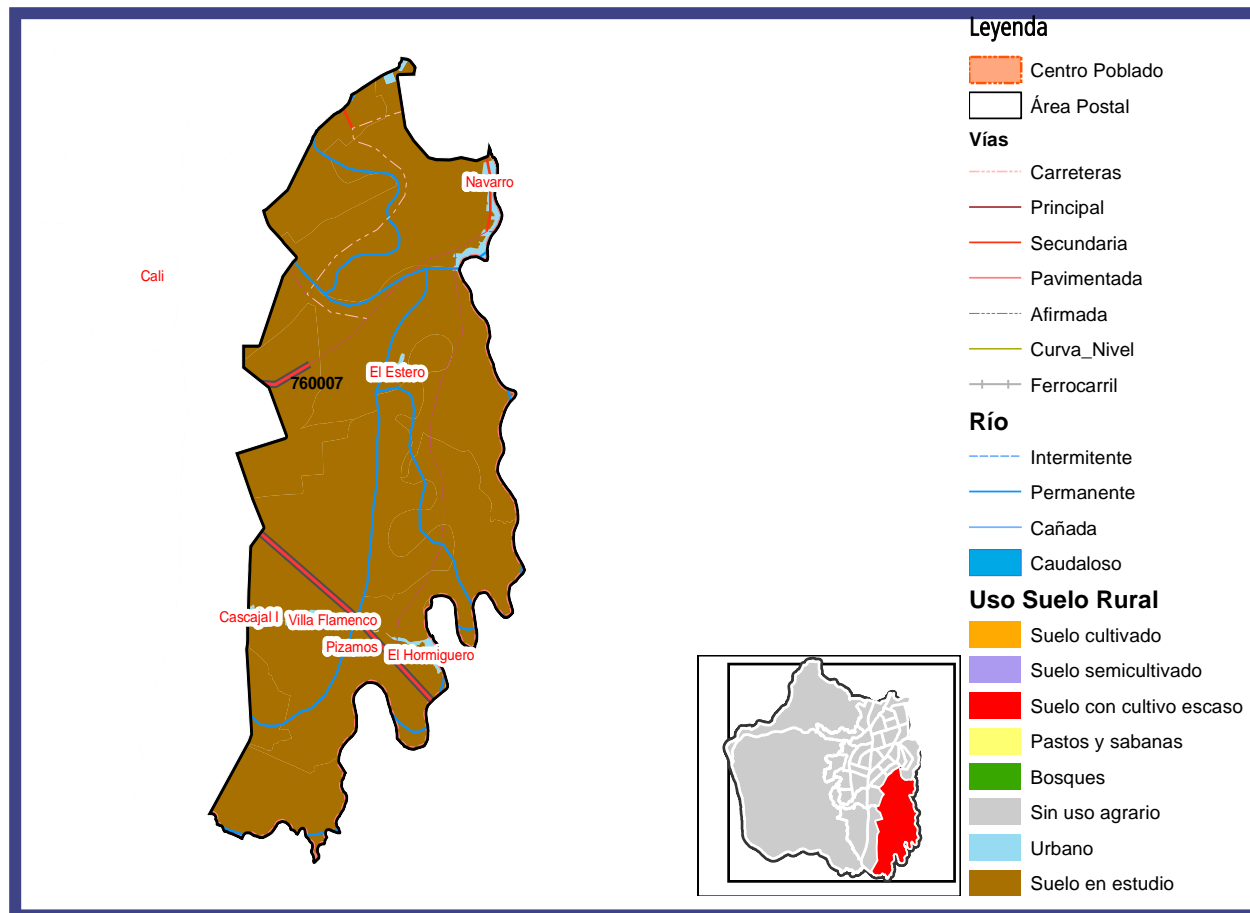 Navarro
Cali
El Estero
760007
Cascajal I
Villa Flamenco
Pizamos
El Hormiguero
Leyenda
Centro Poblado
Área Postal
Vías
Carreteras
Principal
Secundaria
Pavimentada
Afirmada
Curva_Nivel
Ferrocarril
Río
Intermitente
Permanente
Cañada
Caudaloso
Uso Suelo Rural
Suelo cultivado
Suelo semicultivado
Suelo con cultivo escaso
Pastos y sabanas
Bosques
Sin uso agrario
Urbano
Suelo en estudio